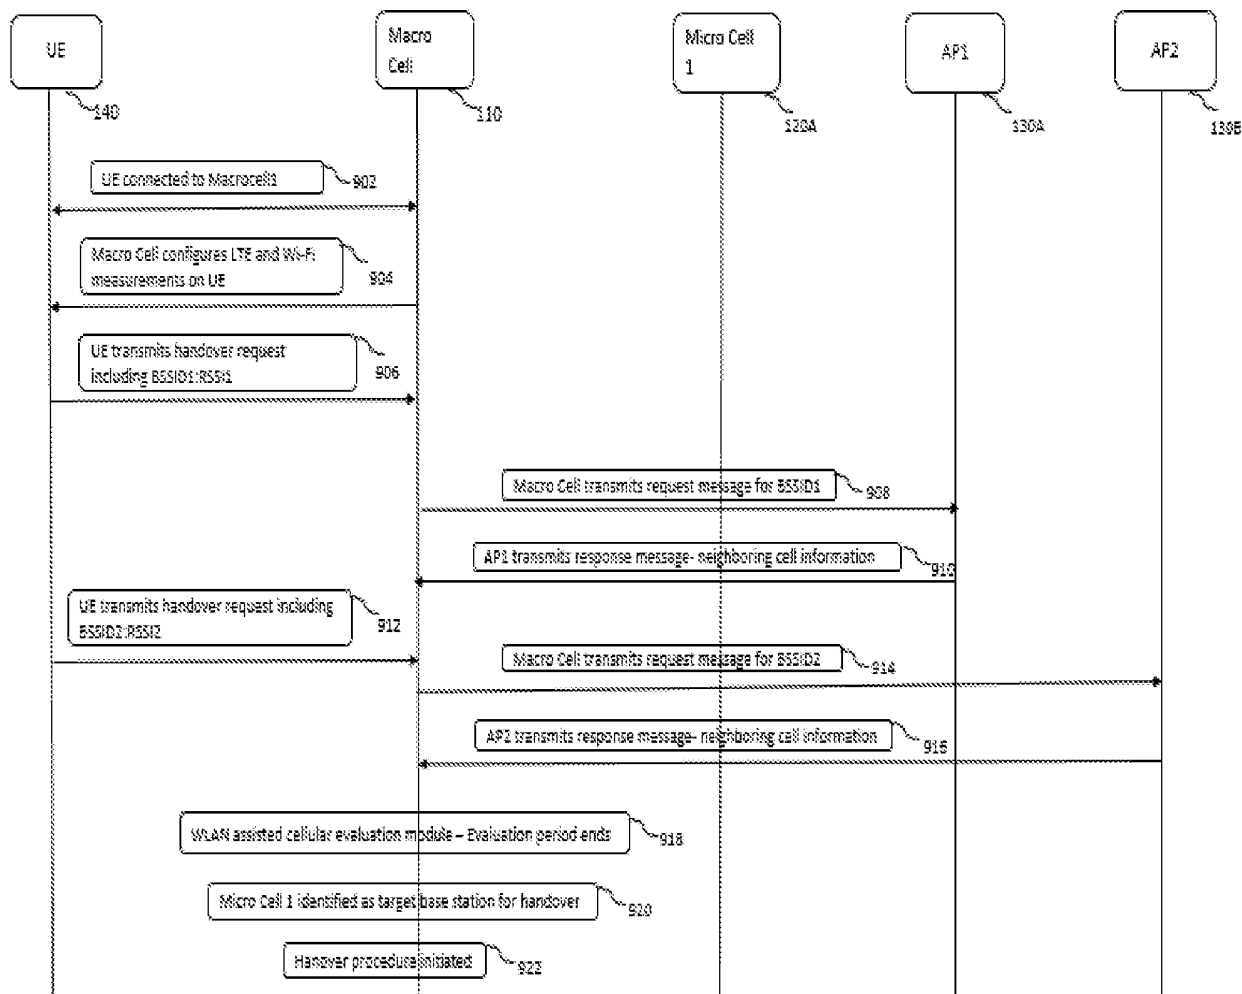 UE
Macro
Cell
Micro Cell
1
AP1
AP2
140
110
120A
130A
130B
UE connected to Macrocell1
902
Macro Cell configures LTE and Wi-Fi
measurements on UE
904
UE transmits handover request
including BSSID1:RSSI1
906
Macro Cell transmits request message for BSSID1
908
AP1 transmits response message- neighboring cell information
910
UE transmits handover request including
BSSID2:RSSI2
912
Macro Cell transmits request message for BSSID2
914
AP2 transmits response message- neighboring cell information
916
WLAN assisted cellular evaluation module – Evaluation period ends
918
Micro Cell 1 identified as target base station for handover
920
Hanover procedure initiated
922